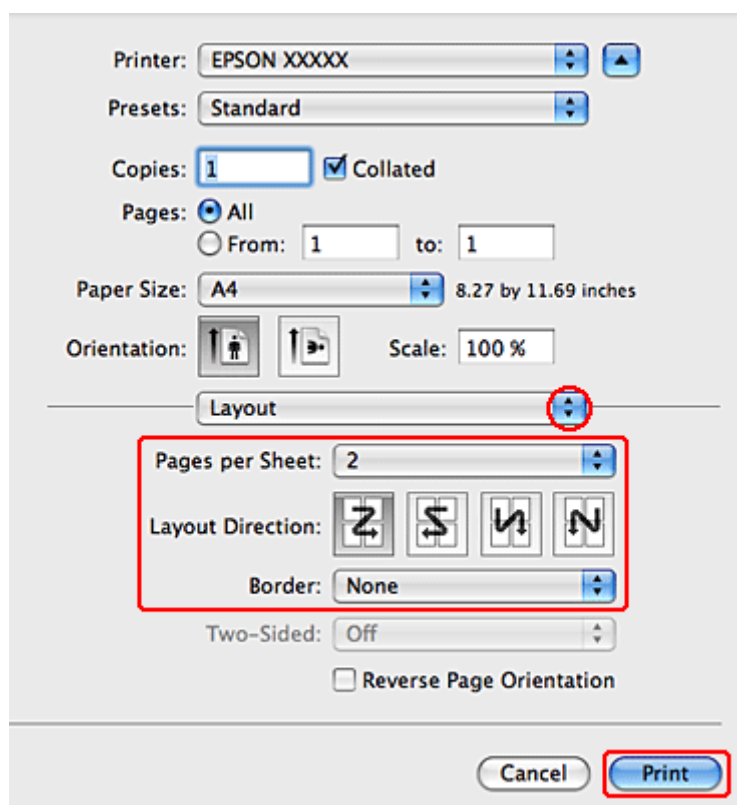 Printer: EPSON XXXXX
Presets: Standard
Copies: 1 Collated
Pages: All
From: 1 to: 1
Paper Size: A4 8.27 by 11.69 inches
Orientation: Scale: 100 %
Layout
Pages per Sheet: 2
Layout Direction:
Border: None
Two-Sided: Off
Reverse Page Orientation
Cancel Print